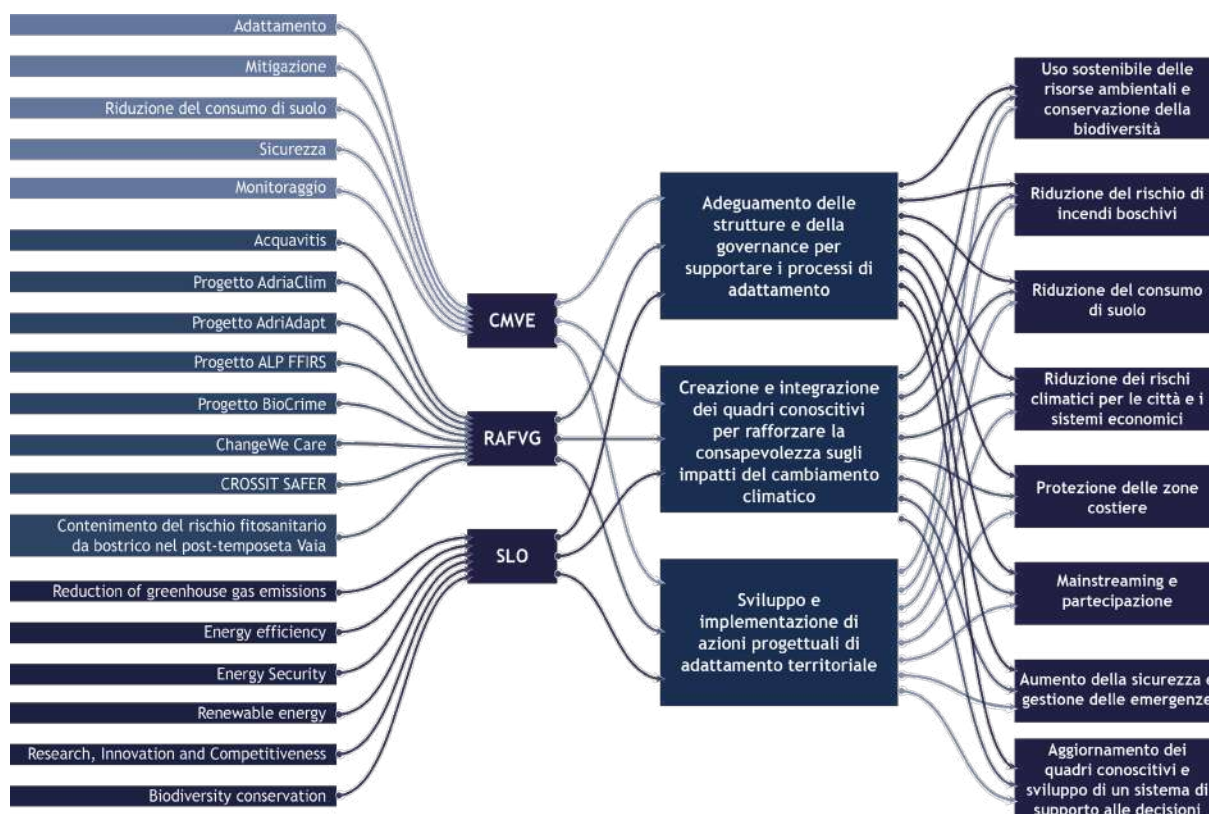 Adattamento
Mitigazione
Riduzione del consumo di suolo
Sicurezza
Monitoraggio
Acquavitis
Progetto AdriaClim
Progetto AdriAdapt
Progetto ALP FFIRS
Progetto BioCrime
ChangeWe Care
CROSSIT SAFER
Contenimento del rischio fitosanitario
da bostrico nel post-temposeta Vaia
Reduction of greenhouse gas emissions
Energy efficiency
Energy Security
Renewable energy
Research, Innovation and Competitiveness
Biodiversity conservation
CMVE
RAFVG
SLO
Adeguamento delle
strutture e della
governance per
supportare i processi di
adattamento
Creazione e integrazione
dei quadri conoscitivi
per rafforzare la
consapevolezza sugli
impatti del cambiamento
climatico
Sviluppo e
implementazione di
azioni progettuali di
adattamento territoriale
Uso sostenibile delle
risorse ambientali e
conservazione della
biodiversità
Riduzione del rischio di
incendi boschivi
Riduzione del consumo
di suolo
Riduzione dei rischi
climatici per le città e i
sistemi economici
Protezione delle zone
costiere
Mainstreaming e
partecipazione
Aumento della sicurezza e
gestione delle emergenze
Aggiornamento dei
quadri conoscitivi e
sviluppo di un sistema di
supporto alle decisioni